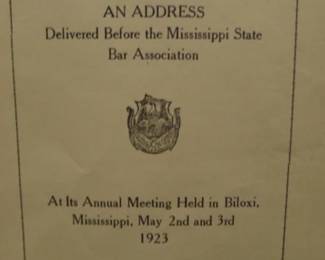 AN ADDRESS
Delivered Before the Mississippi State
Bar Association
At Its Annual Meeting Held in Biloxi,
Mississippi, May 2nd and 3rd
1923